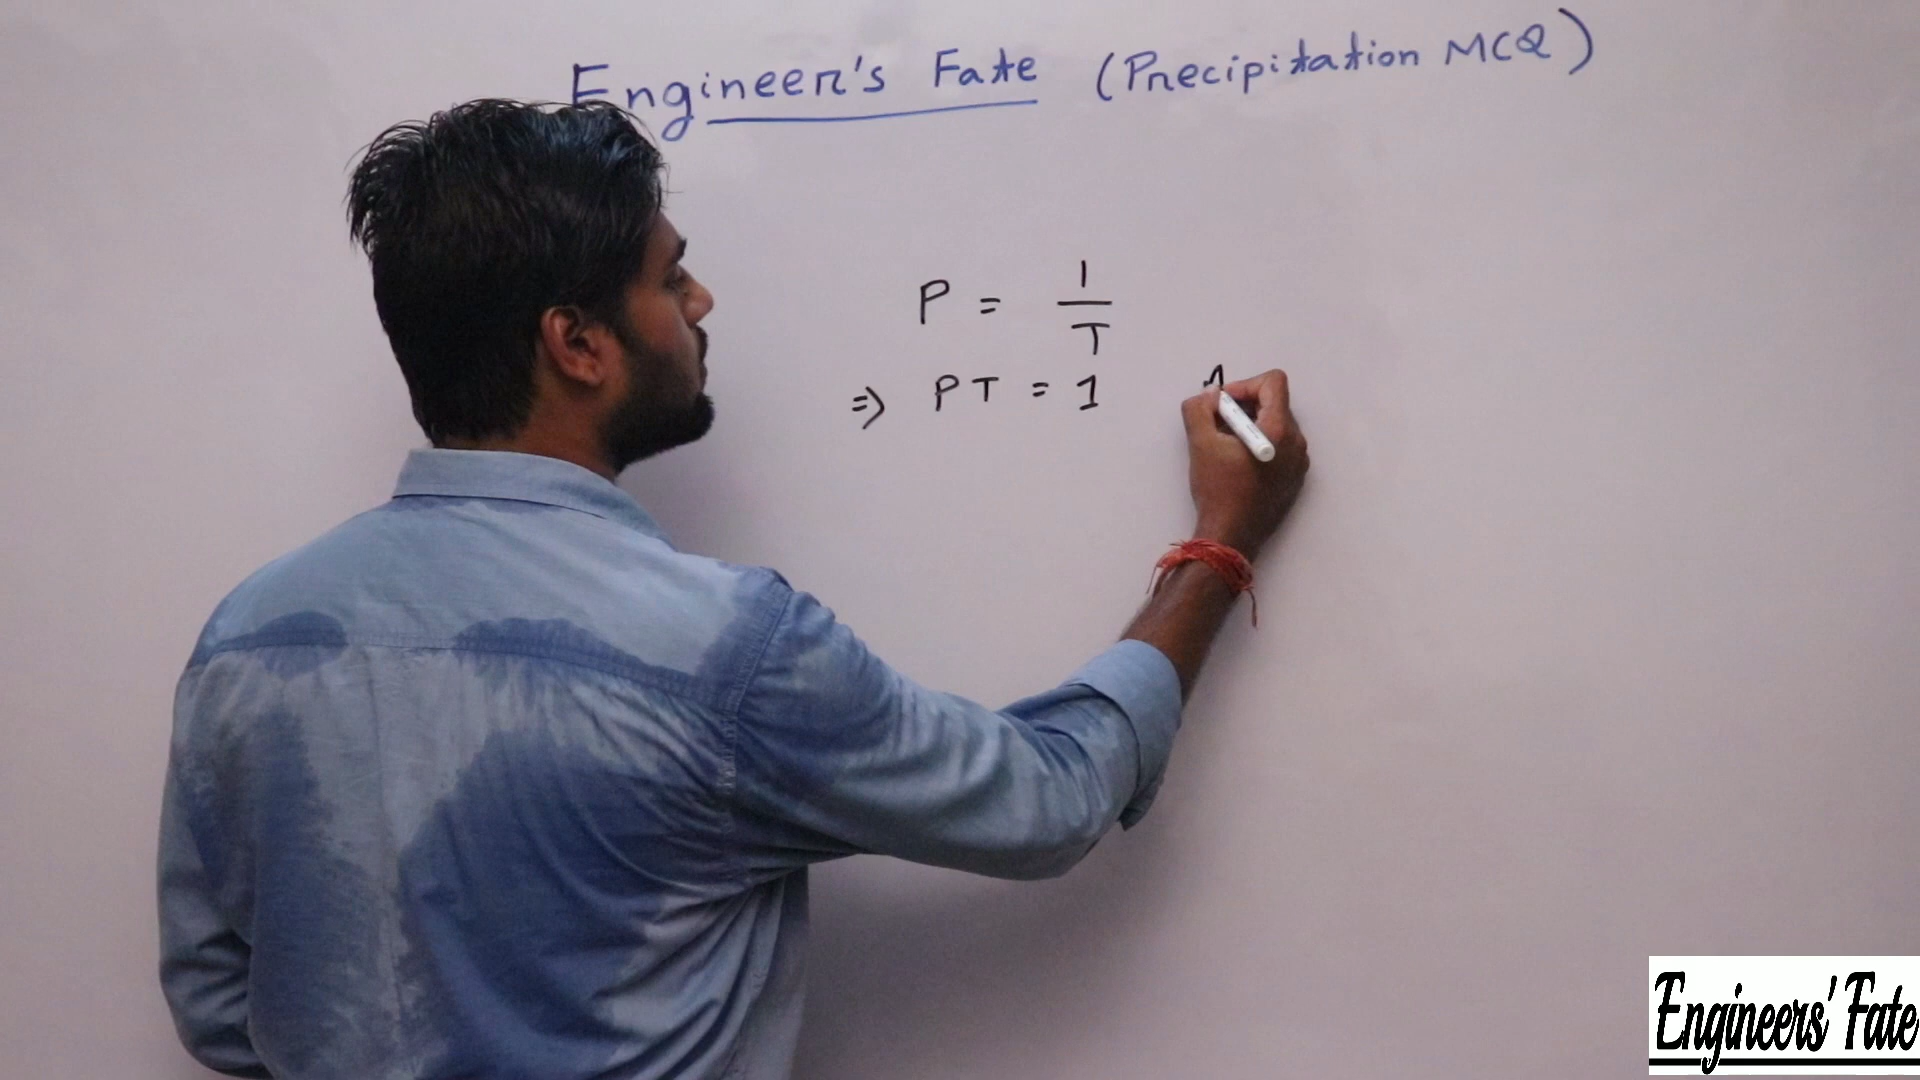 Engineer's Fate (Precipitation MCQ)
P = 1/T
⇒ PT = 1
Engineers' Fate